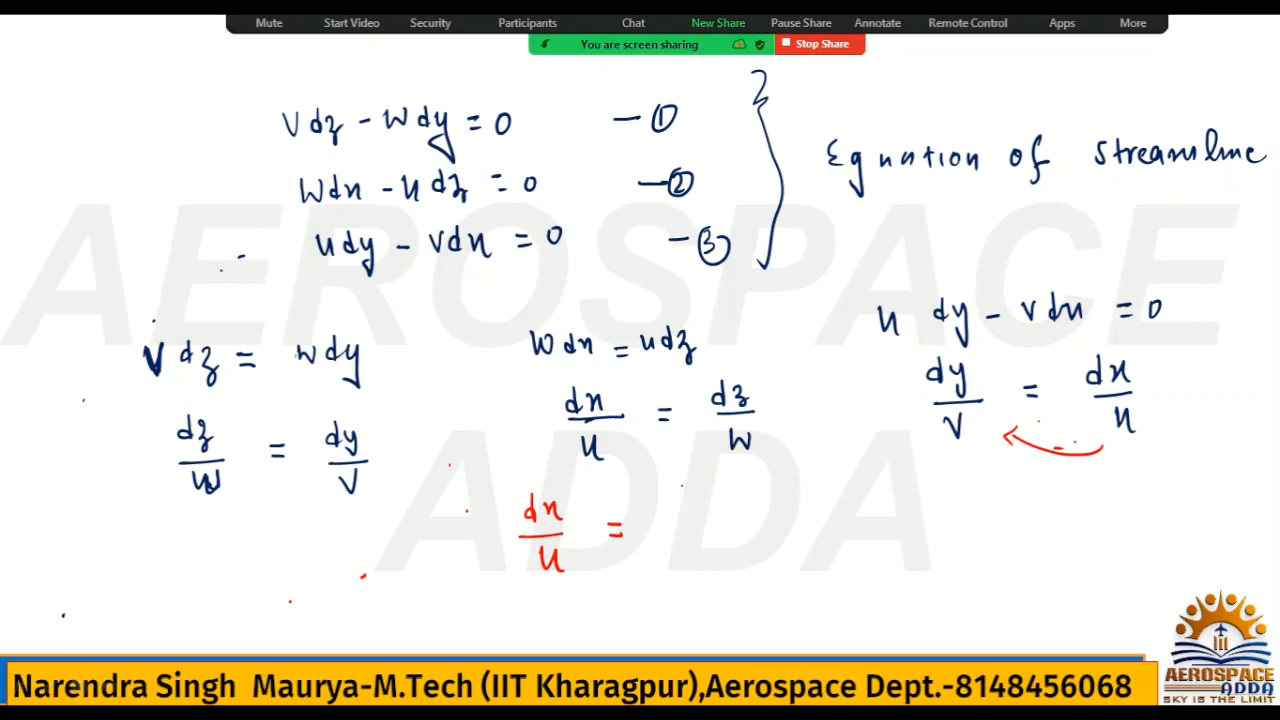 Mute Start Video Security Participants Chat New Share Pause Share Annotate Remote Control Apps More
You are screen sharing Stop Share
Vdz - Wdy = 0 — ①
Wdx - udz = 0 — ②
udy - Vdx = 0 — ③
Equation of Streamline
AEROSPACE
ADDA
V dz = wdy
dz/W = dy/V
Wdx = udz
dx/u = dz/W
u dy - Vdx = 0
dy/V = dx/u
dx/u =
Narendra Singh Maurya-M.Tech (IIT Kharagpur),Aerospace Dept.-8148456068
AEROSPACE
ADDA
SKY IS THE LIMIT